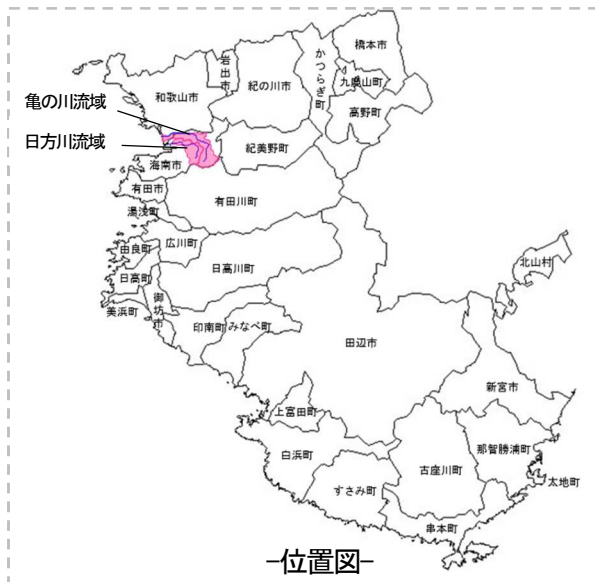 橋本市
かつらぎ町
岩出市
九度山町
紀の川市
和歌山市
亀の川流域
高野町
日方川流域
紀美野町
海南市
有田市
有田川町
湯浅町
広川町
由良町
北山村
日高川町
日高町
御坊市
美浜町
印南町
みなべ町
田辺市
新宮市
上富田町
那智勝浦町
白浜町
古座川町
太地町
すさみ町
串本町
-位置図-